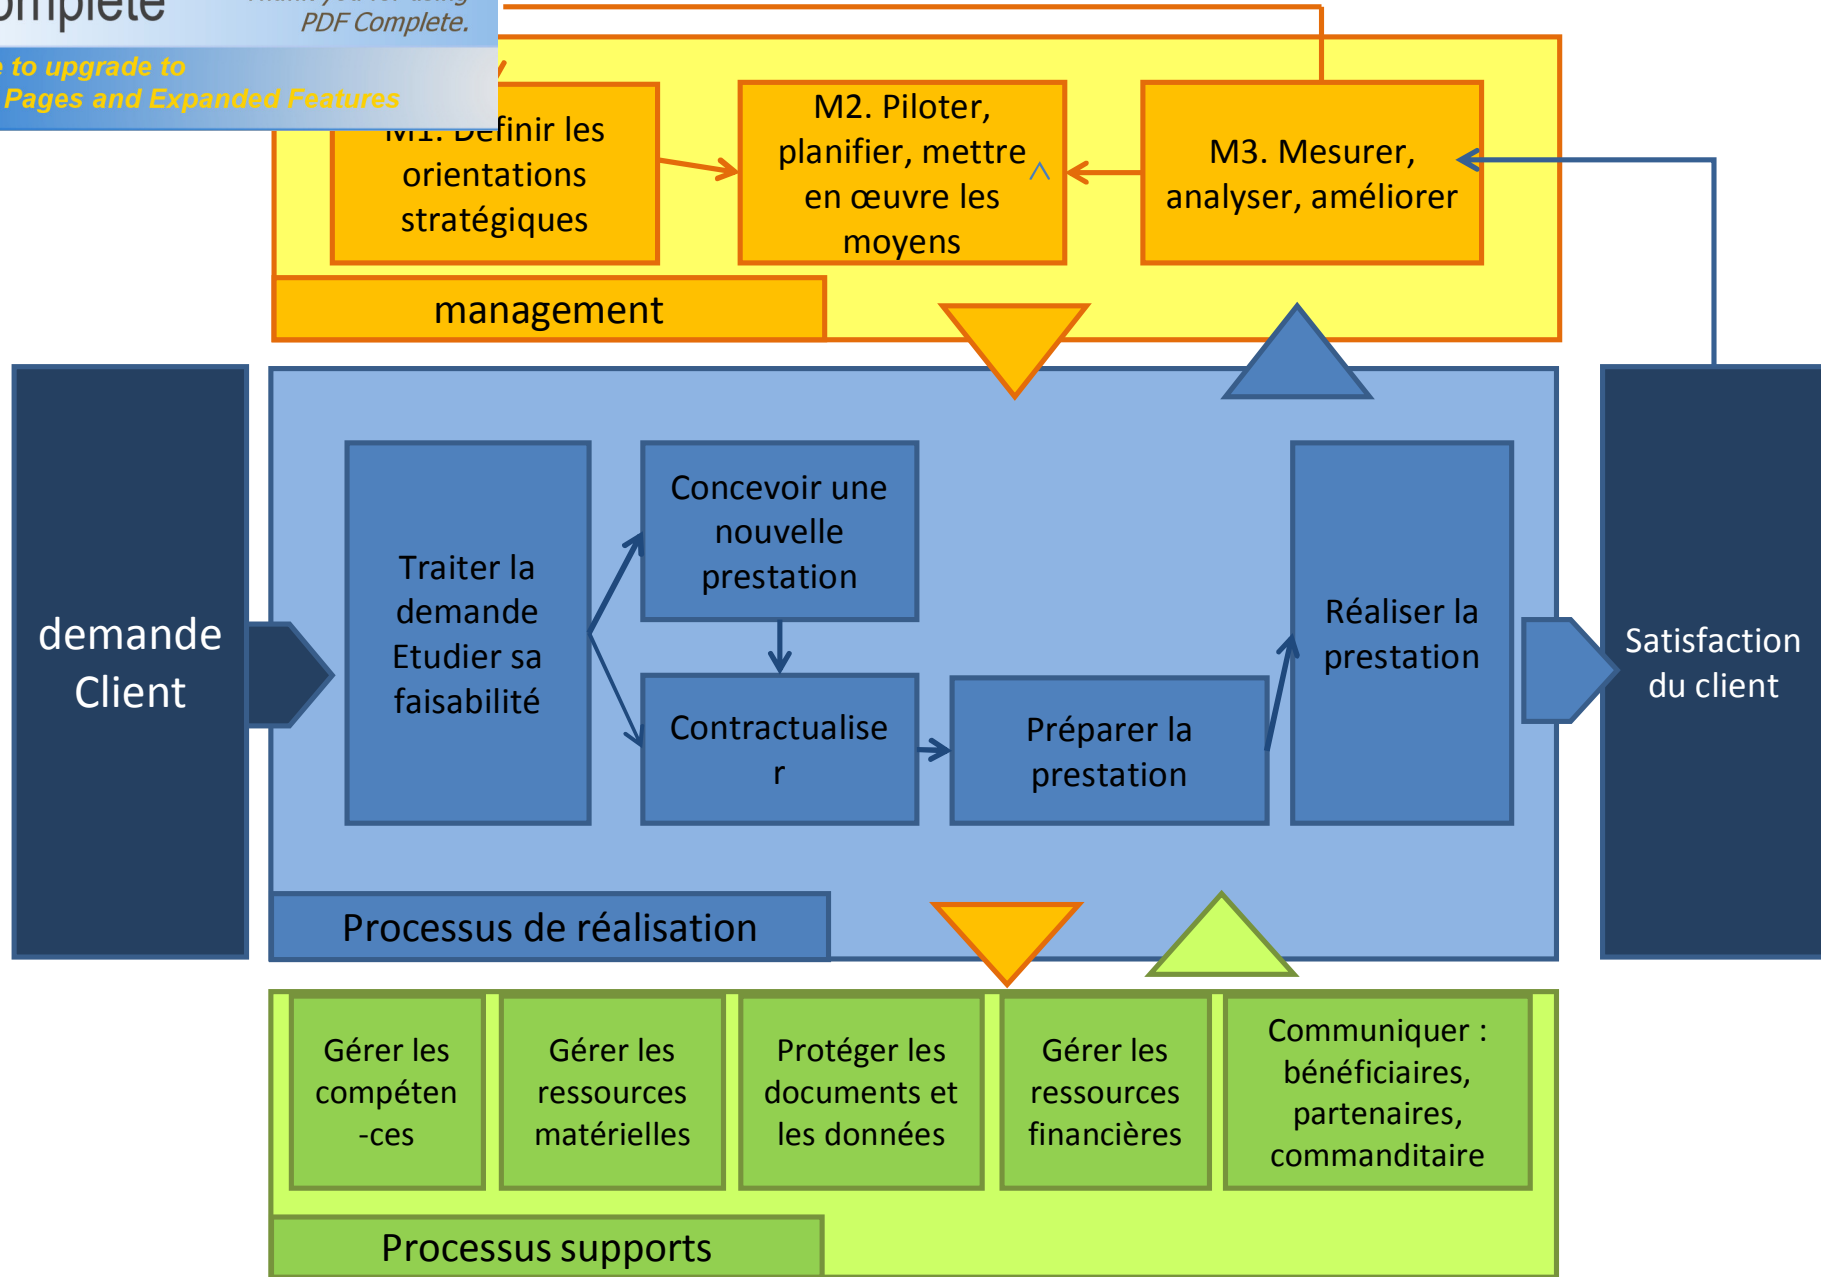 PDF Complete.
to upgrade to
Pages and Expanded Features
M1. Définir les
orientations
stratégiques
M2. Piloter,
planifier, mettre
en œuvre les
moyens
M3. Mesurer,
analyser, améliorer
management
demande
Client
Traiter la
demande
Etudier sa
faisabilité
Concevoir une
nouvelle
prestation
Contractualise
r
Préparer la
prestation
Réaliser la
prestation
Satisfaction
du client
Processus de réalisation
Gérer les
compéten
-ces
Gérer les
ressources
matérielles
Protéger les
documents et
les données
Gérer les
ressources
financières
Communiquer :
bénéficiaires,
partenaires,
commanditaire
Processus supports